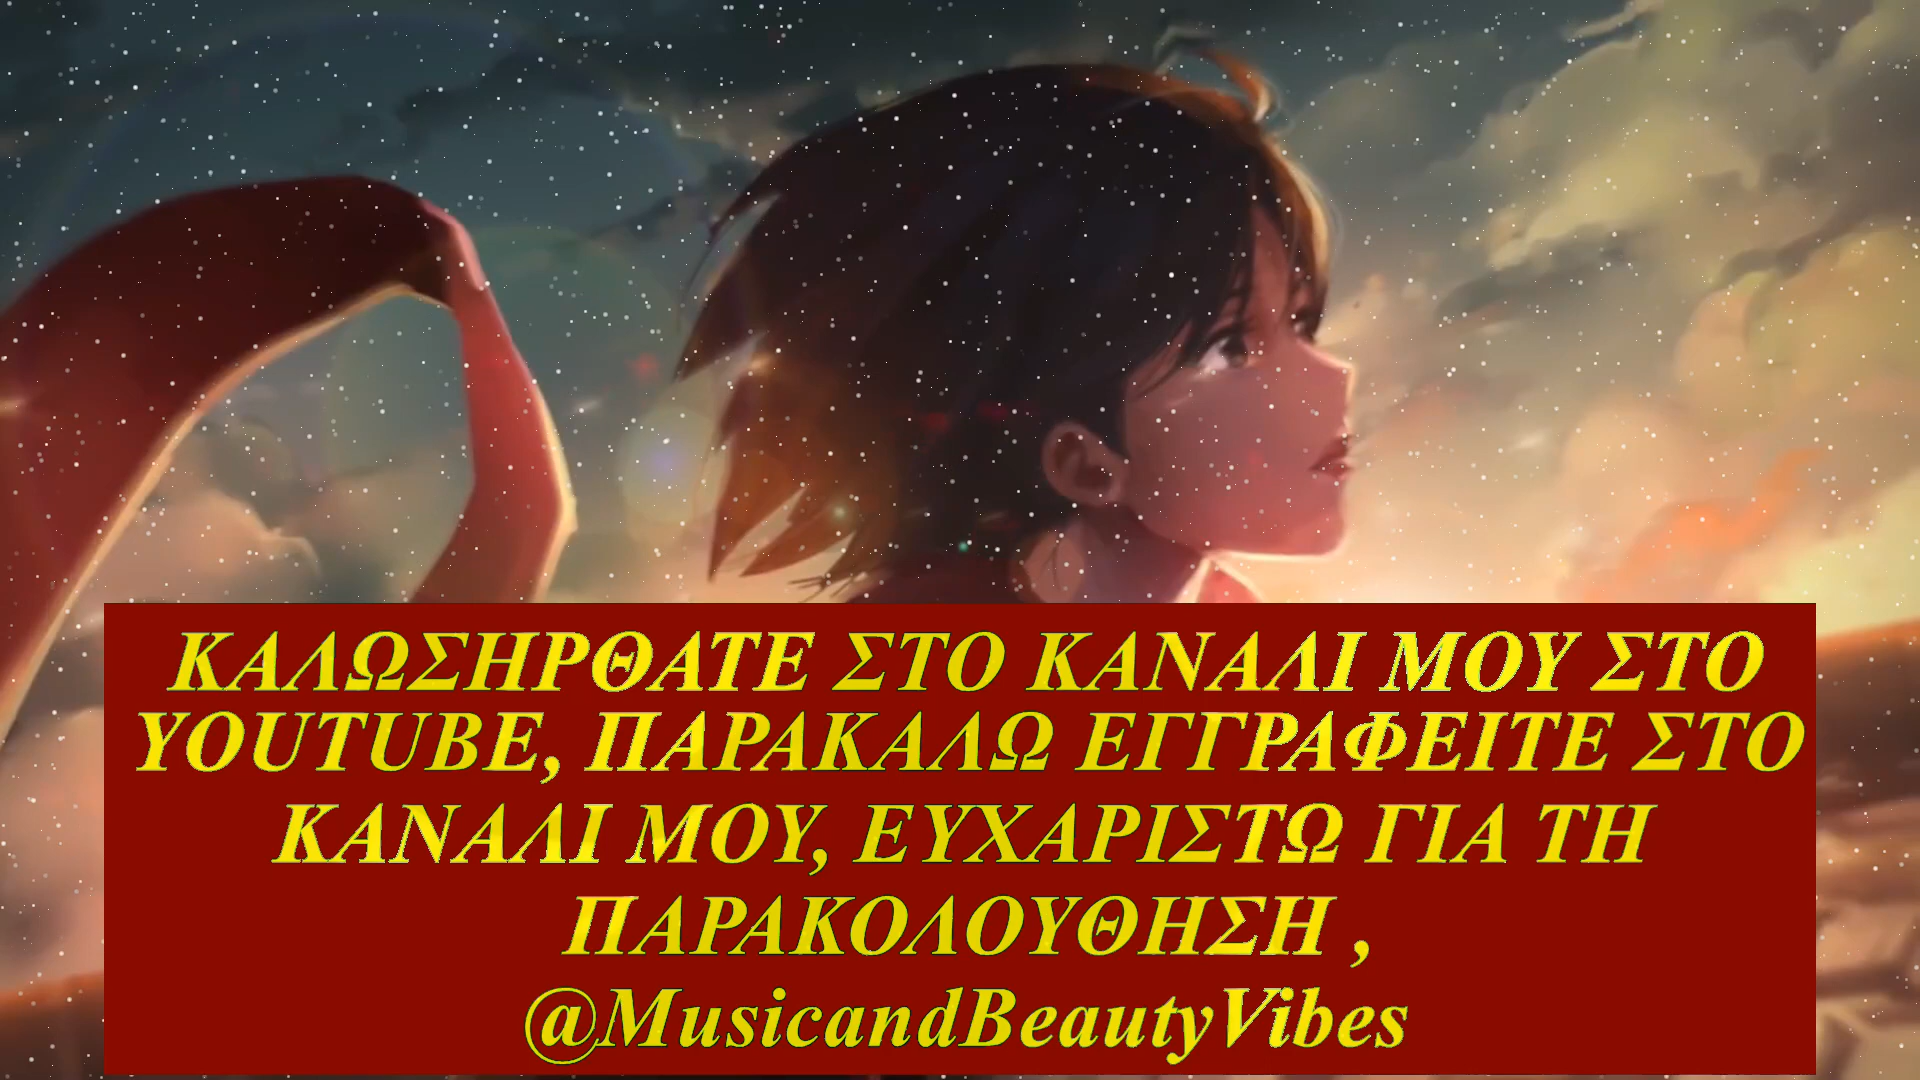 ΚΑΛΩΣΗΡΘΑΤΕ ΣΤΟ ΚΑΝΑΛΙ ΜΟΥ ΣΤΟ
YOUTUBE, ΠΑΡΑΚΑΛΩ ΕΓΓΡΑΦΕΙΤΕ ΣΤΟ
ΚΑΝΑΛΙ ΜΟΥ, ΕΥΧΑΡΙΣΤΩ ΓΙΑ ΤΗ
ΠΑΡΑΚΟΛΟΥΘΗΣΗ ,
@MusicandBeautyVibes